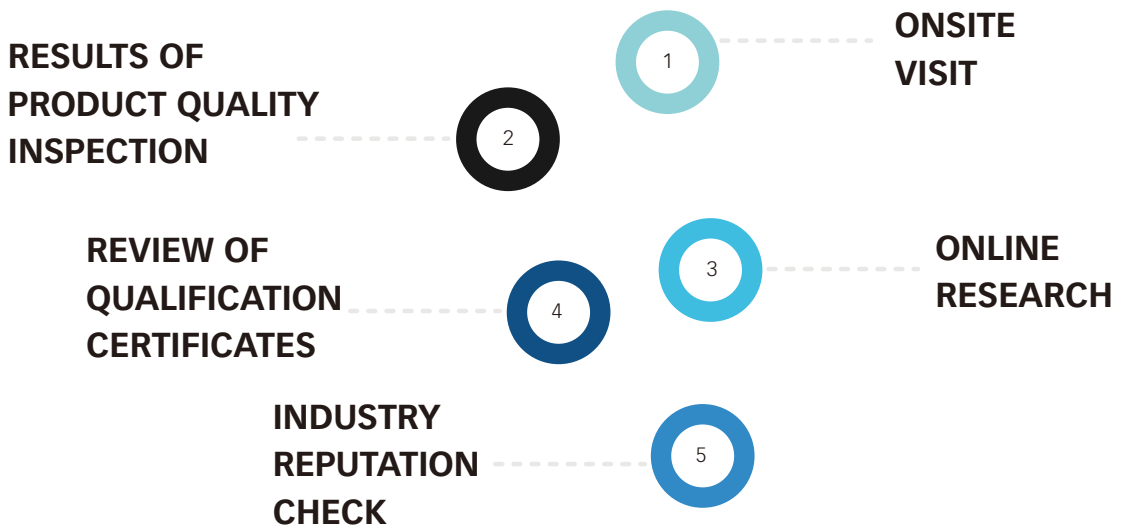 1
ONSITE
VISIT
2
RESULTS OF
PRODUCT QUALITY
INSPECTION
3
ONLINE
RESEARCH
4
REVIEW OF
QUALIFICATION
CERTIFICATES
5
INDUSTRY
REPUTATION
CHECK